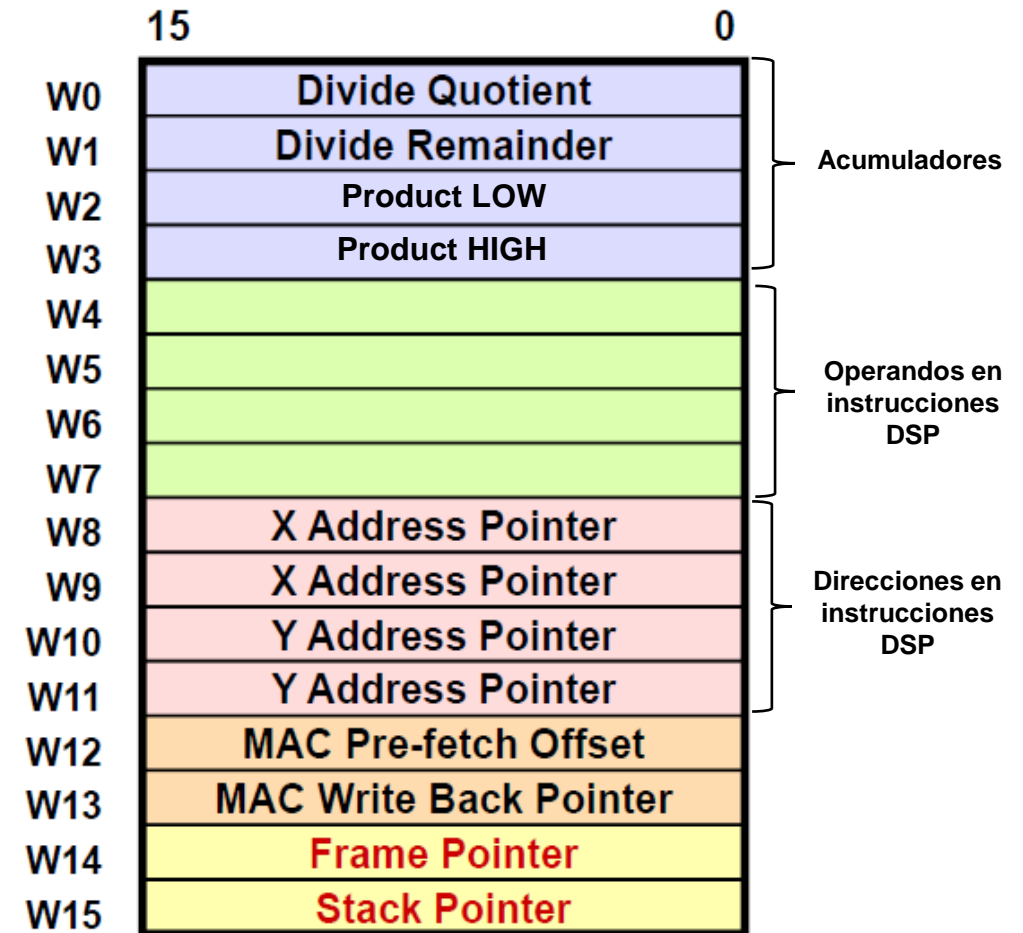 15 0
W0 Divide Quotient
W1 Divide Remainder
Acumuladores
W2 Product LOW
W3 Product HIGH
W4
W5
Operandos en
instrucciones
DSP
W6
W7
W8 X Address Pointer
W9 X Address Pointer
Direcciones en
instrucciones
DSP
W10 Y Address Pointer
W11 Y Address Pointer
W12 MAC Pre-fetch Offset
W13 MAC Write Back Pointer
W14 Frame Pointer
W15 Stack Pointer